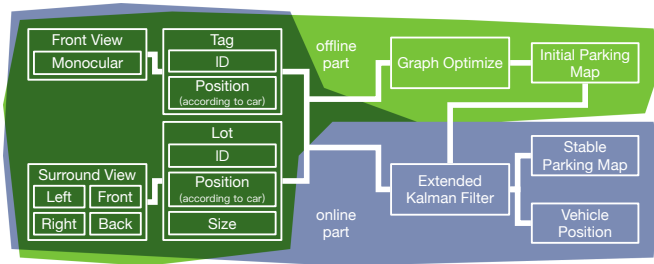 Front View
Monocular
Tag
ID
Position
(according to car)
offline
part
Graph Optimize
Initial Parking
Map
Lot
ID
Position
(according to car)
Size
Surround View
Left
Front
Right
Back
online
part
Extended
Kalman Filter
Stable
Parking Map
Vehicle
Position